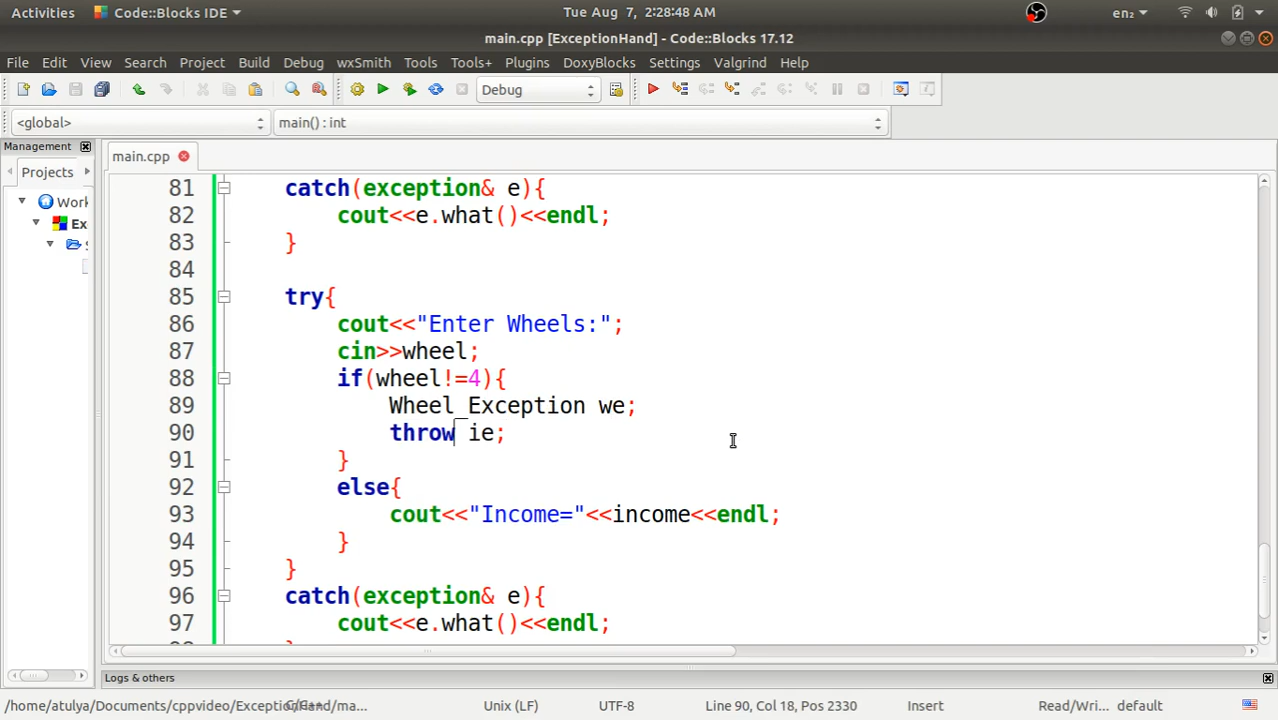 Activities Code::Blocks IDE Tue Aug 7, 2:28:48 AM en₂
main.cpp [ExceptionHand] - Code::Blocks 17.12
File Edit View Search Project Build Debug wxSmith Tools Tools+ Plugins DoxyBlocks Settings Valgrind Help
Debug
<global> main() : int
Management
main.cpp
Projects
Work
Ex
81 catch(exception& e){
82 cout<<e.what()<<endl;
83 }
84
85 try{
86 cout<<"Enter Wheels:";
87 cin>>wheel;
88 if(wheel!=4){
89 Wheel_Exception we;
90 throw ie;
91 }
92 else{
93 cout<<"Income="<<income<<endl;
94 }
95 }
96 catch(exception& e){
97 cout<<e.what()<<endl;
Logs & others
/home/atulya/Documents/cppvideo/ExceptionHand/ma... Unix (LF) UTF-8 Line 90, Col 18, Pos 2330 Insert Read/Wri... default